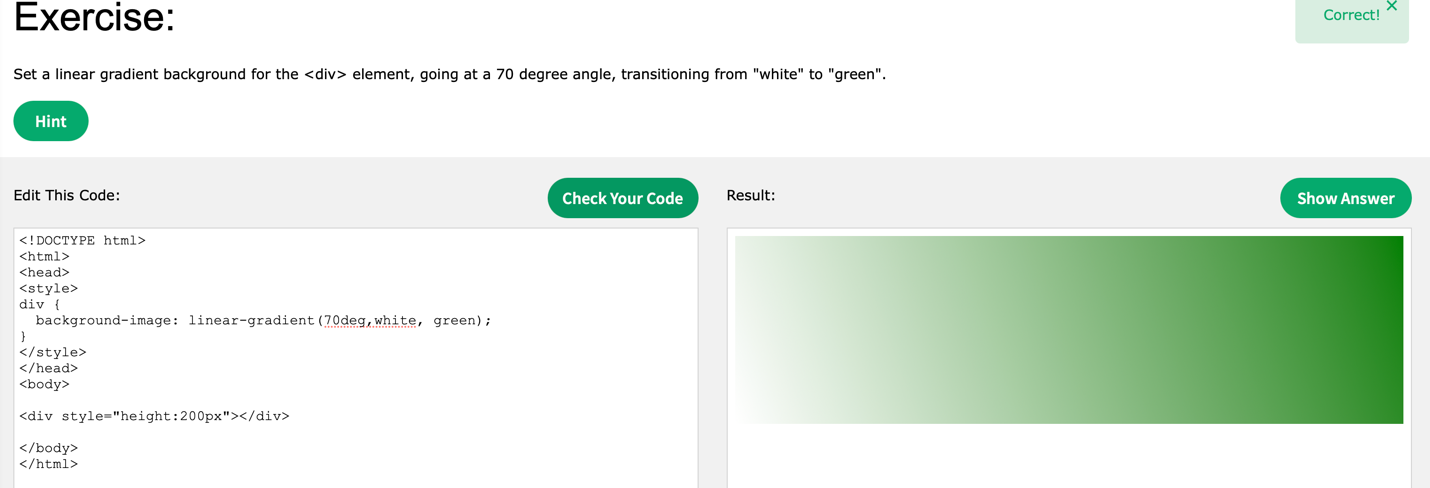 Exercise:
Correct! ×
Set a linear gradient background for the <div> element, going at a 70 degree angle, transitioning from "white" to "green".
Hint
Edit This Code:
Check Your Code
Result:
Show Answer
<!DOCTYPE html>
<html>
<head>
<style>
div {
  background-image: linear-gradient(70deg,white, green);
}
</style>
</head>
<body>
<div style="height:200px"></div>
</body>
</html>